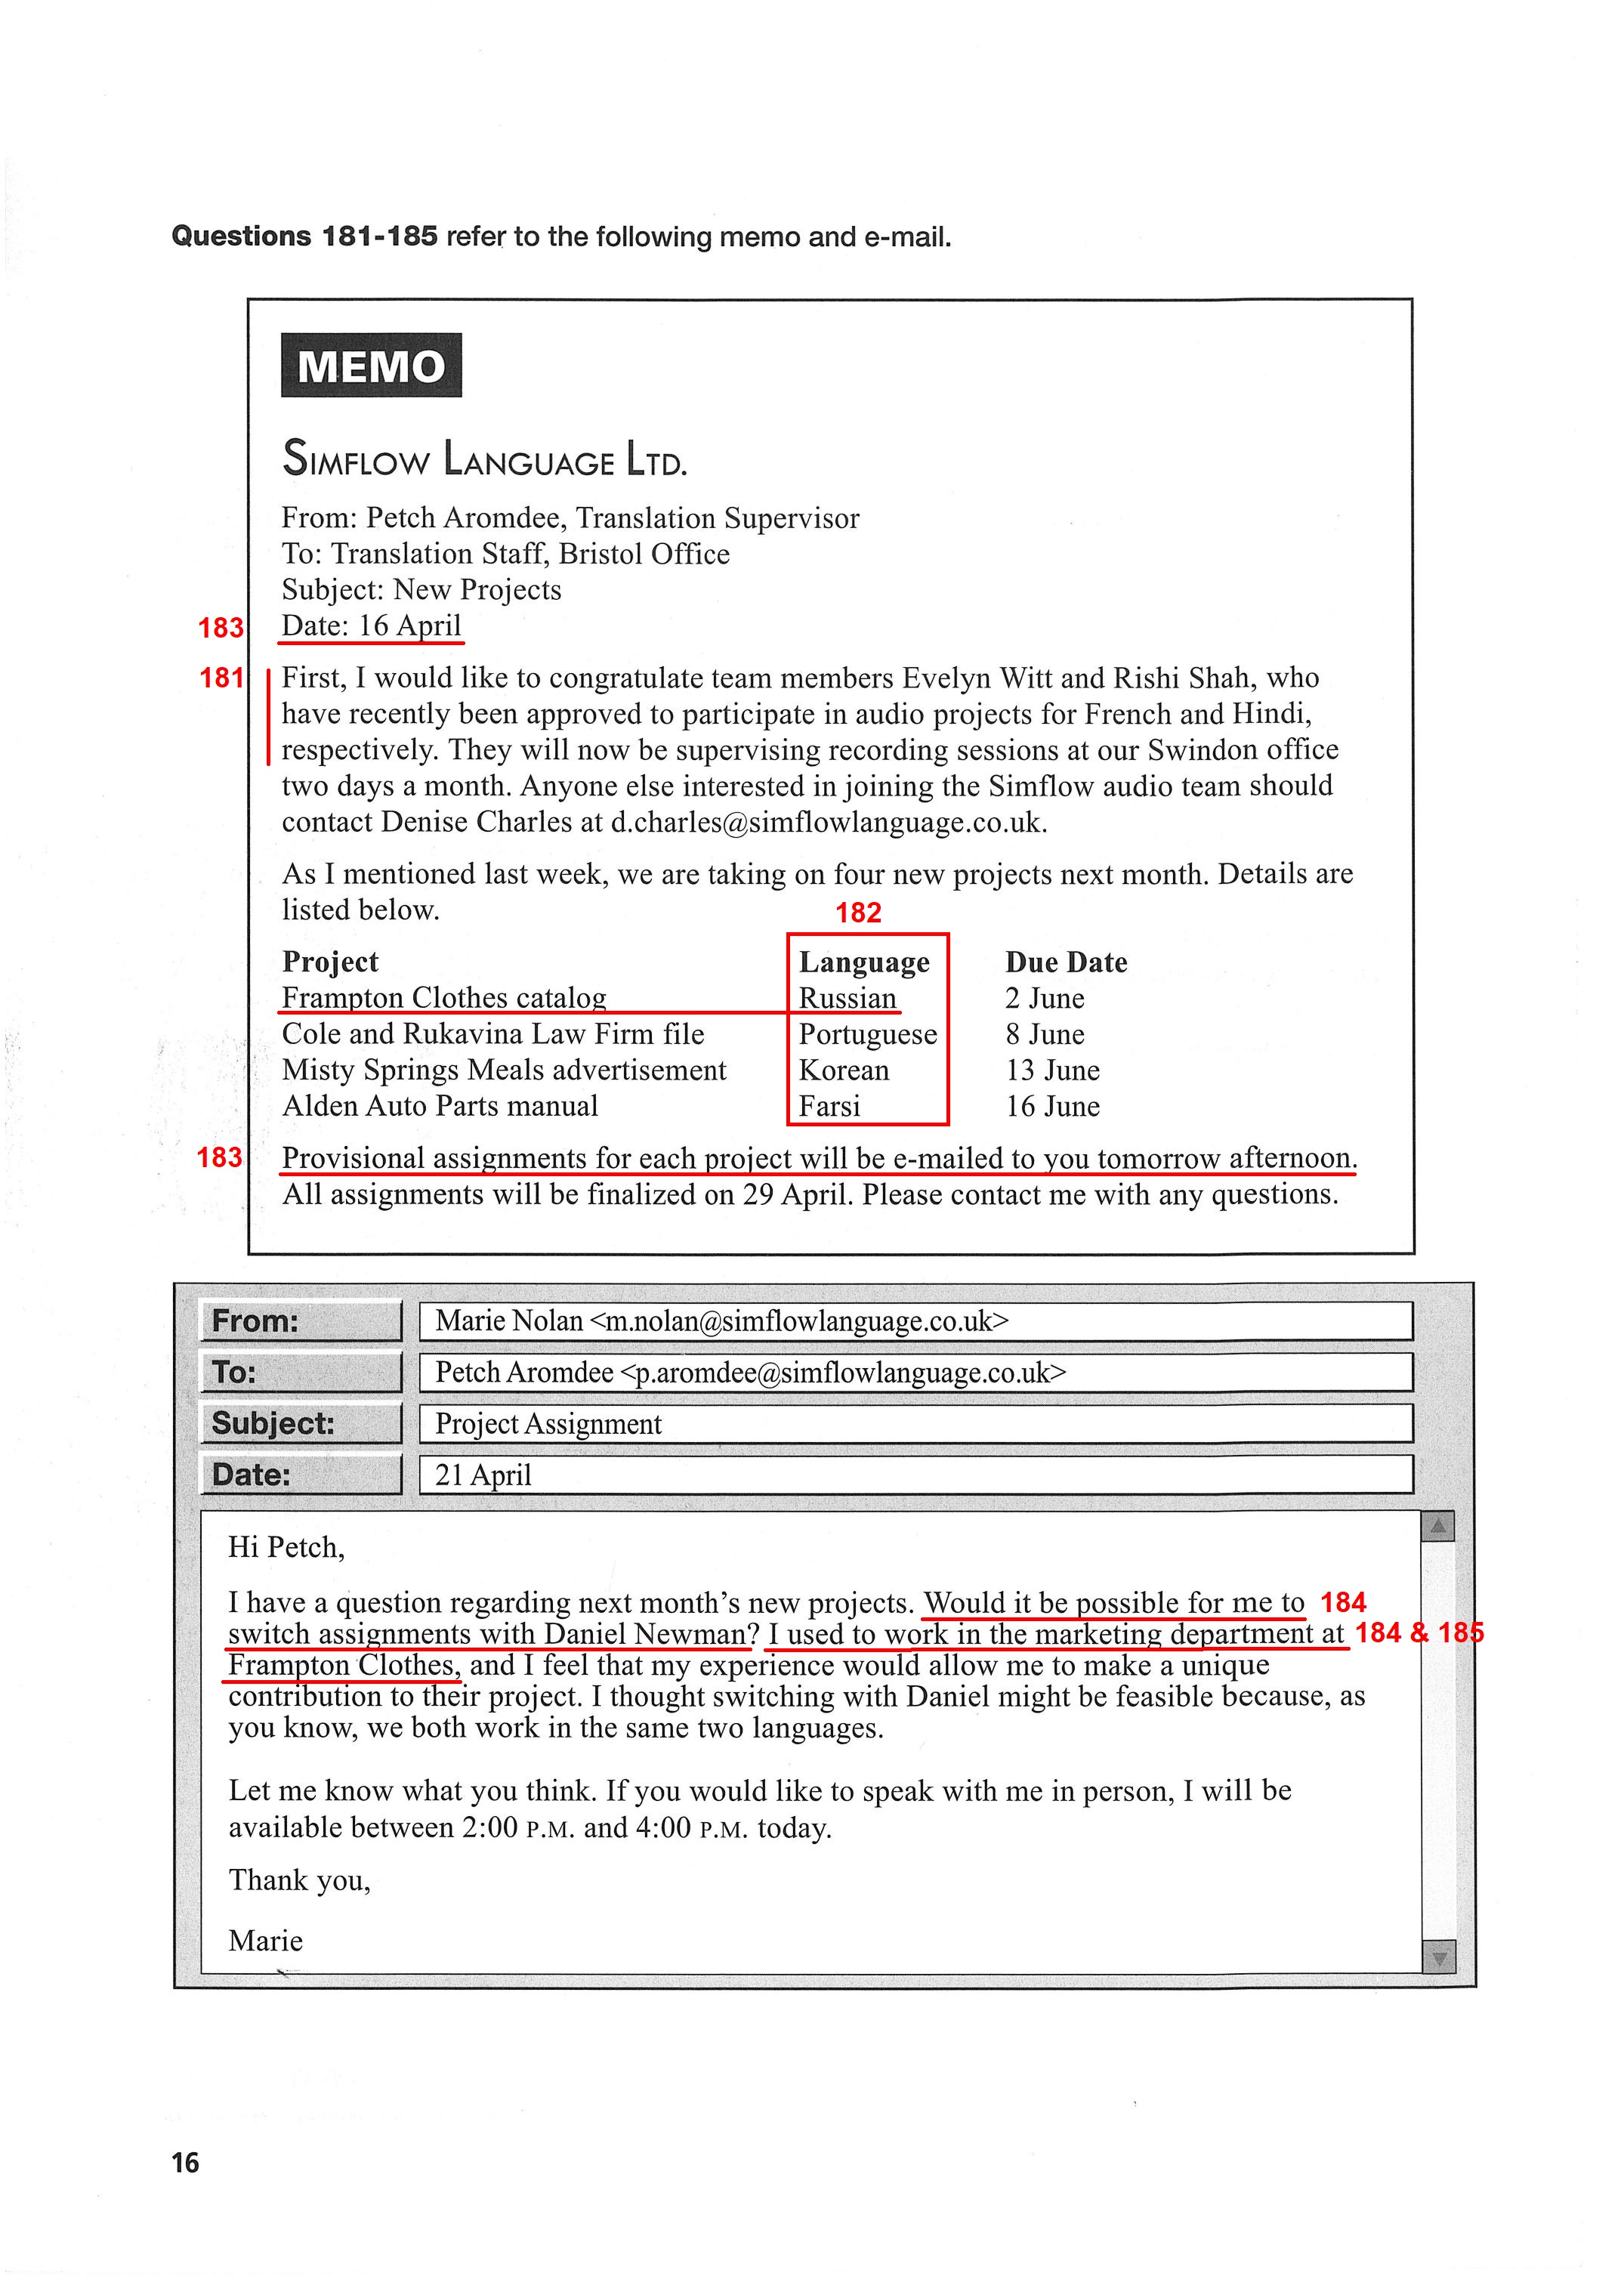 Questions 181-185 refer to the following memo and e-mail.
MEMO
SIMFLOW LANGUAGE LTD.
From: Petch Aromdee, Translation Supervisor
To: Translation Staff, Bristol Office
Subject: New Projects
183 Date: 16 April
181 First, I would like to congratulate team members Evelyn Witt and Rishi Shah, who
have recently been approved to participate in audio projects for French and Hindi,
respectively. They will now be supervising recording sessions at our Swindon office
two days a month. Anyone else interested in joining the Simflow audio team should
contact Denise Charles at d.charles@simflowlanguage.co.uk.
As I mentioned last week, we are taking on four new projects next month. Details are
listed below.
182
Project Language Due Date
Frampton Clothes catalog Russian 2 June
Cole and Rukavina Law Firm file Portuguese 8 June
Misty Springs Meals advertisement Korean 13 June
Alden Auto Parts manual Farsi 16 June
183 Provisional assignments for each project will be e-mailed to you tomorrow afternoon.
All assignments will be finalized on 29 April. Please contact me with any questions.
From: Marie Nolan <m.nolan@simflowlanguage.co.uk>
To: Petch Aromdee <p.aromdee@simflowlanguage.co.uk>
Subject: Project Assignment
Date: 21 April
Hi Petch,
I have a question regarding next month's new projects. Would it be possible for me to 184
switch assignments with Daniel Newman? I used to work in the marketing department at 184 & 185
Frampton Clothes, and I feel that my experience would allow me to make a unique
contribution to their project. I thought switching with Daniel might be feasible because, as
you know, we both work in the same two languages.
Let me know what you think. If you would like to speak with me in person, I will be
available between 2:00 P.M. and 4:00 P.M. today.
Thank you,
Marie
16